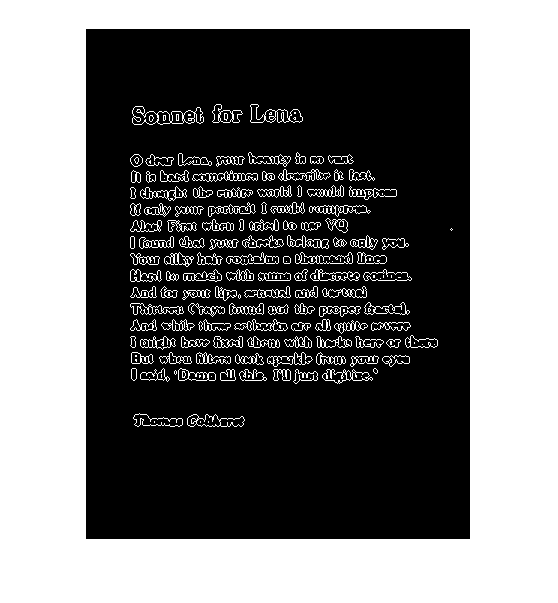 Sonnet for Lena
O dear Lena, your beauty is so vast
It is hard sometimes to describe it fast.
I thought the entire world I would impress
If only your portrait I could compress.
Alas! First when I tried to use VQ
I found that your cheeks belong to only you.
Your silky hair contains a thousand lines
Hard to match with sums of discrete cosines.
And for your lips, sensual and tactual
Thirteen Crays found not the proper fractal.
And while these setbacks are all quite severe
I might have fixed them with hacks here or there
But when filters took sparkle from your eyes
I said, 'Damn all this. I'll just digitize.'
Thomas Colthurst